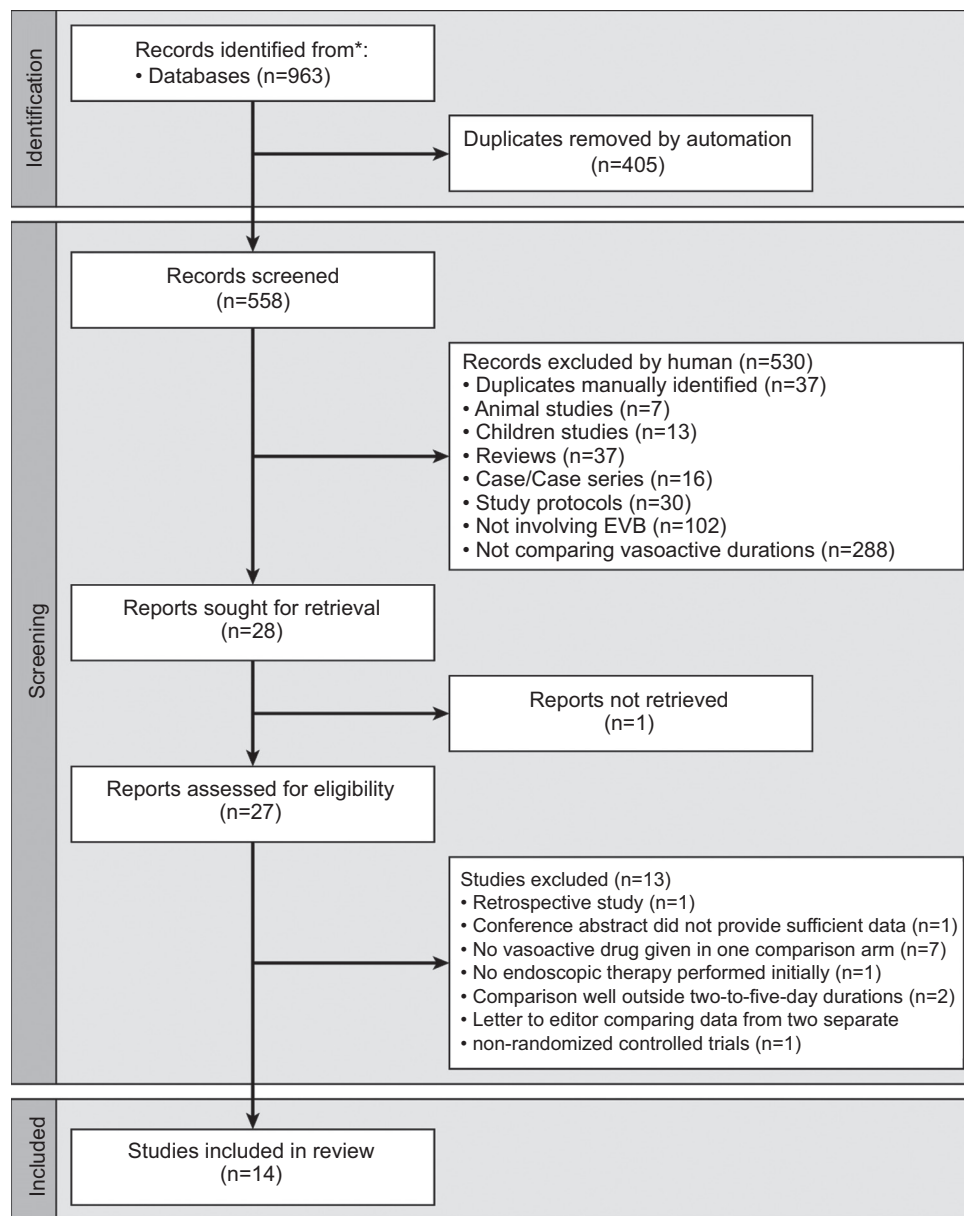 Identification
Records identified from*:
• Databases (n=963)
Duplicates removed by automation
(n=405)
Screening
Records screened
(n=558)
Records excluded by human (n=530)
• Duplicates manually identified (n=37)
• Animal studies (n=7)
• Children studies (n=13)
• Reviews (n=37)
• Case/Case series (n=16)
• Study protocols (n=30)
• Not involving EVB (n=102)
• Not comparing vasoactive durations (n=288)
Reports sought for retrieval
(n=28)
Reports not retrieved
(n=1)
Reports assessed for eligibility
(n=27)
Studies excluded (n=13)
• Retrospective study (n=1)
• Conference abstract did not provide sufficient data (n=1)
• No vasoactive drug given in one comparison arm (n=7)
• No endoscopic therapy performed initially (n=1)
• Comparison well outside two-to-five-day durations (n=2)
• Letter to editor comparing data from two separate
• non-randomized controlled trials (n=1)
Included
Studies included in review
(n=14)